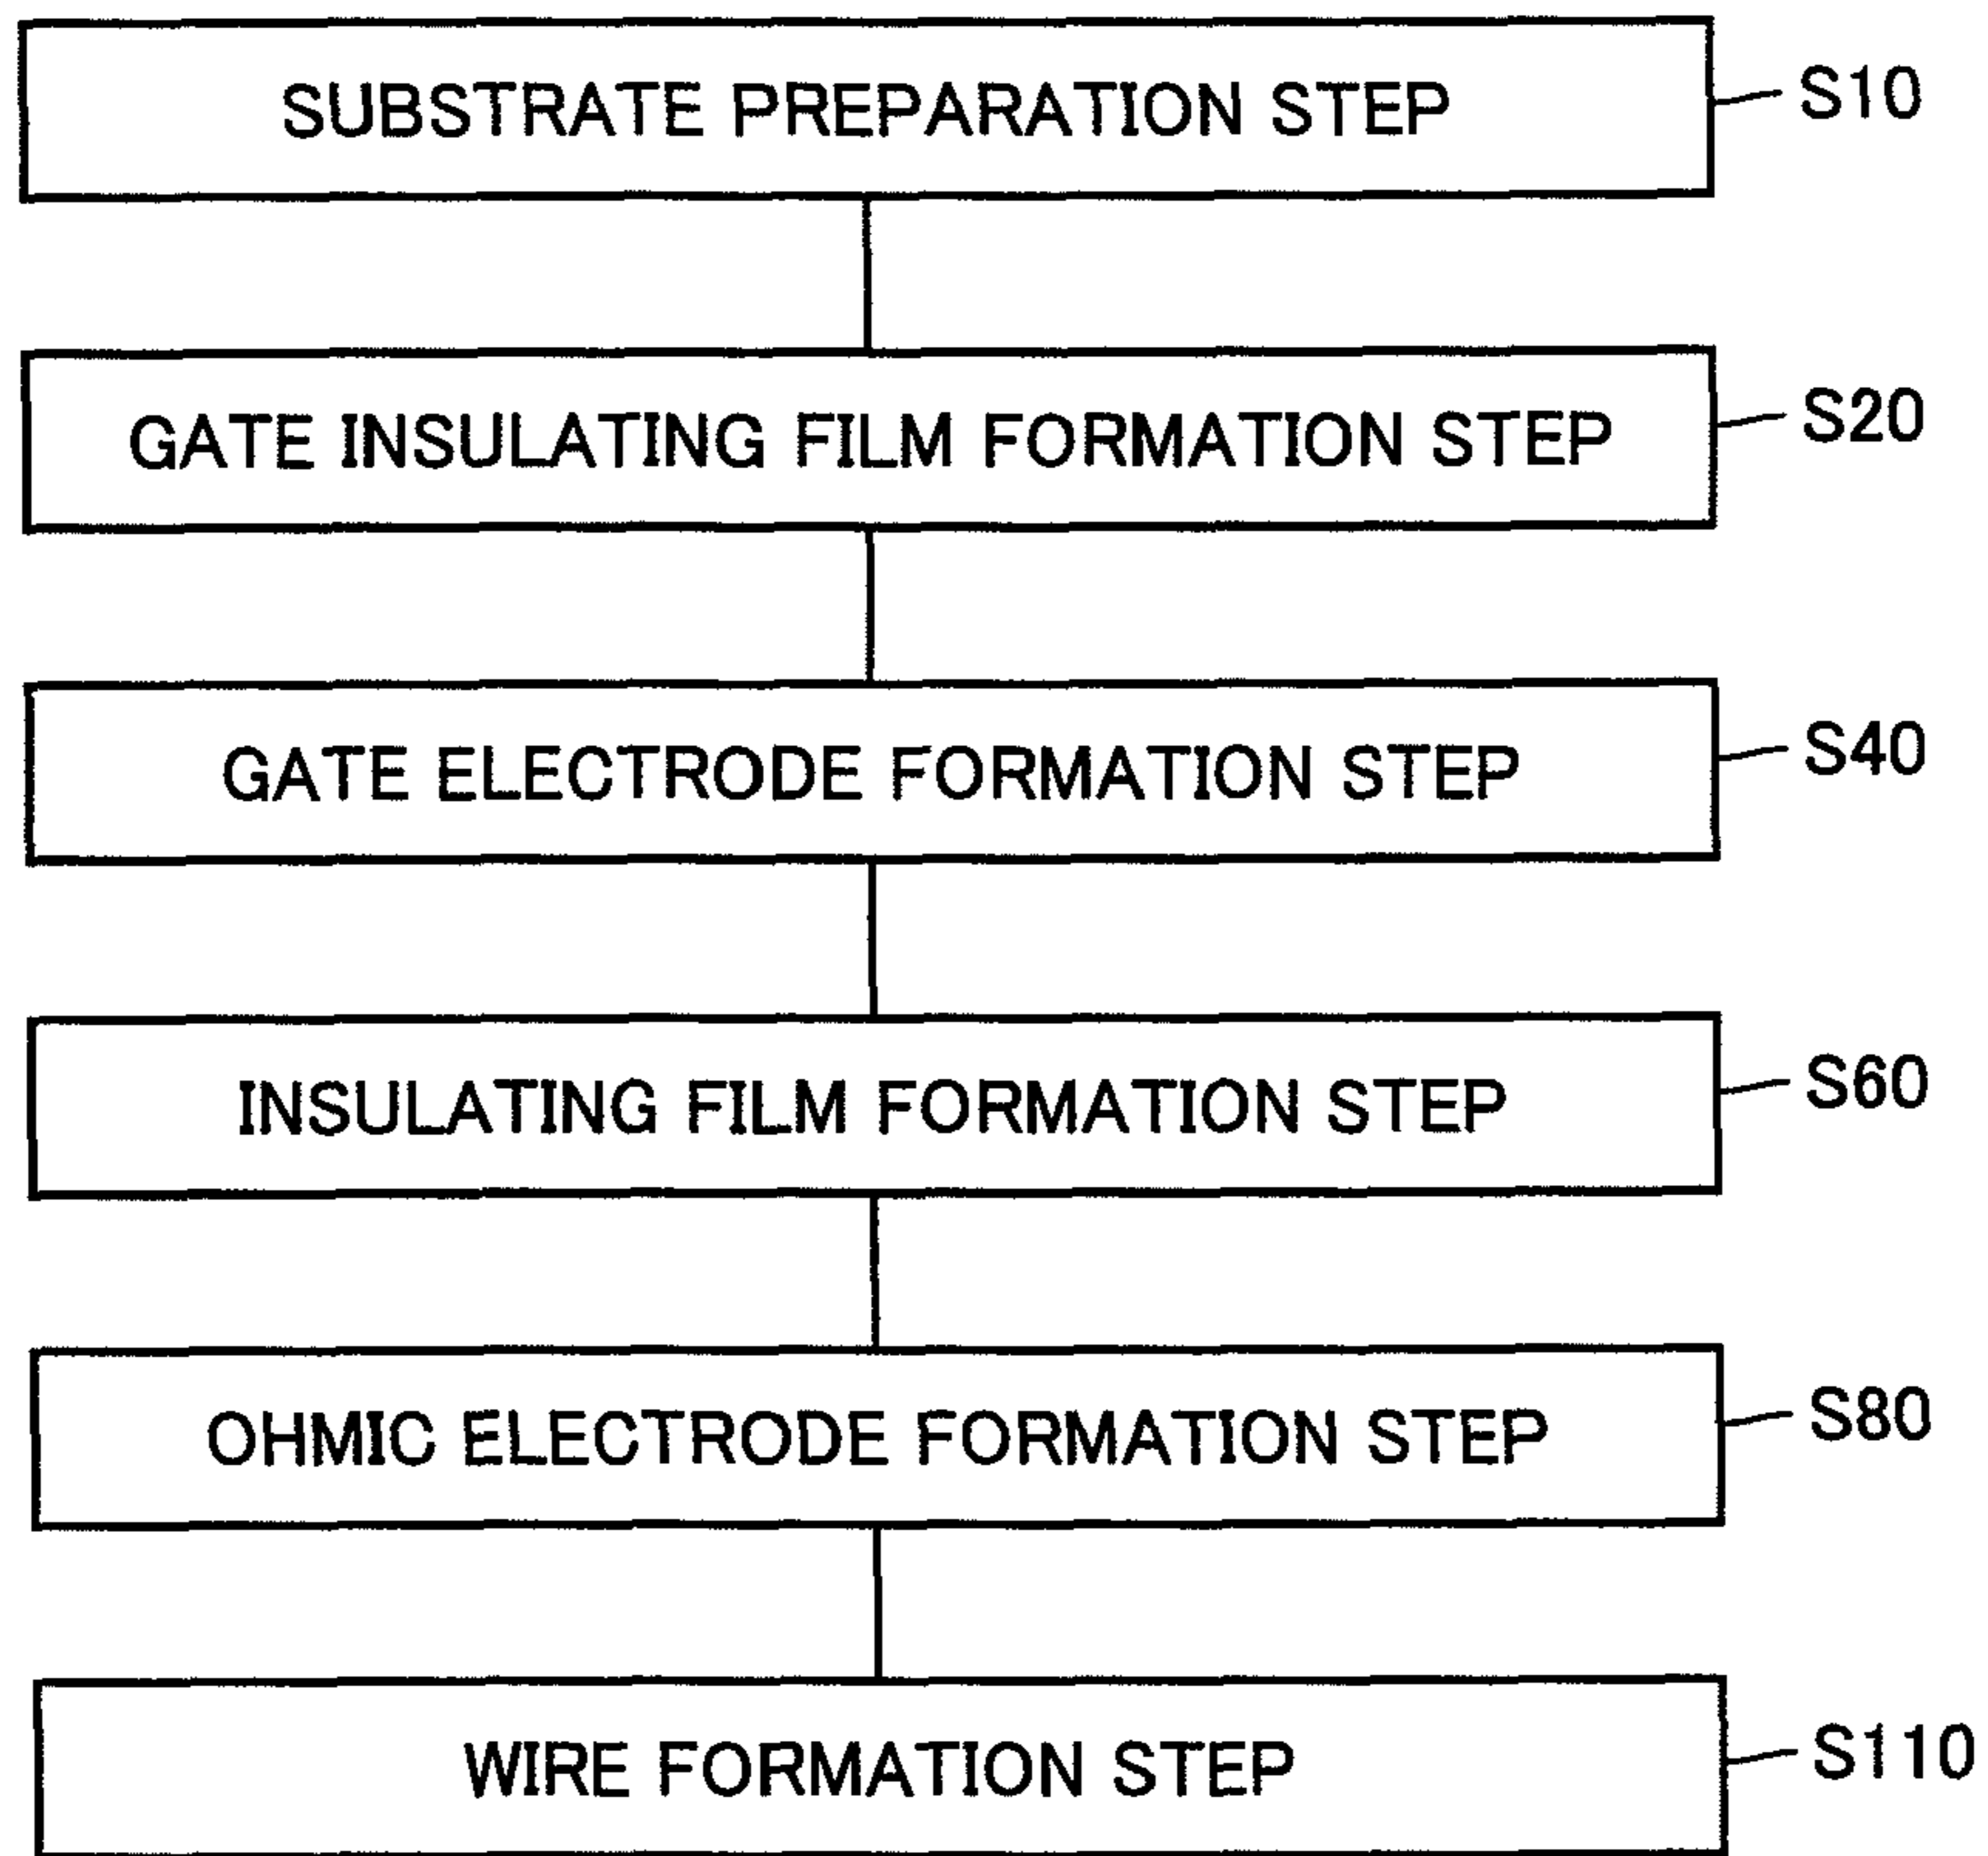 SUBSTRATE PREPARATION STEP S10
GATE INSULATING FILM FORMATION STEP S20
GATE ELECTRODE FORMATION STEP S40
INSULATING FILM FORMATION STEP S60
OHMIC ELECTRODE FORMATION STEP S80
WIRE FORMATION STEP S110